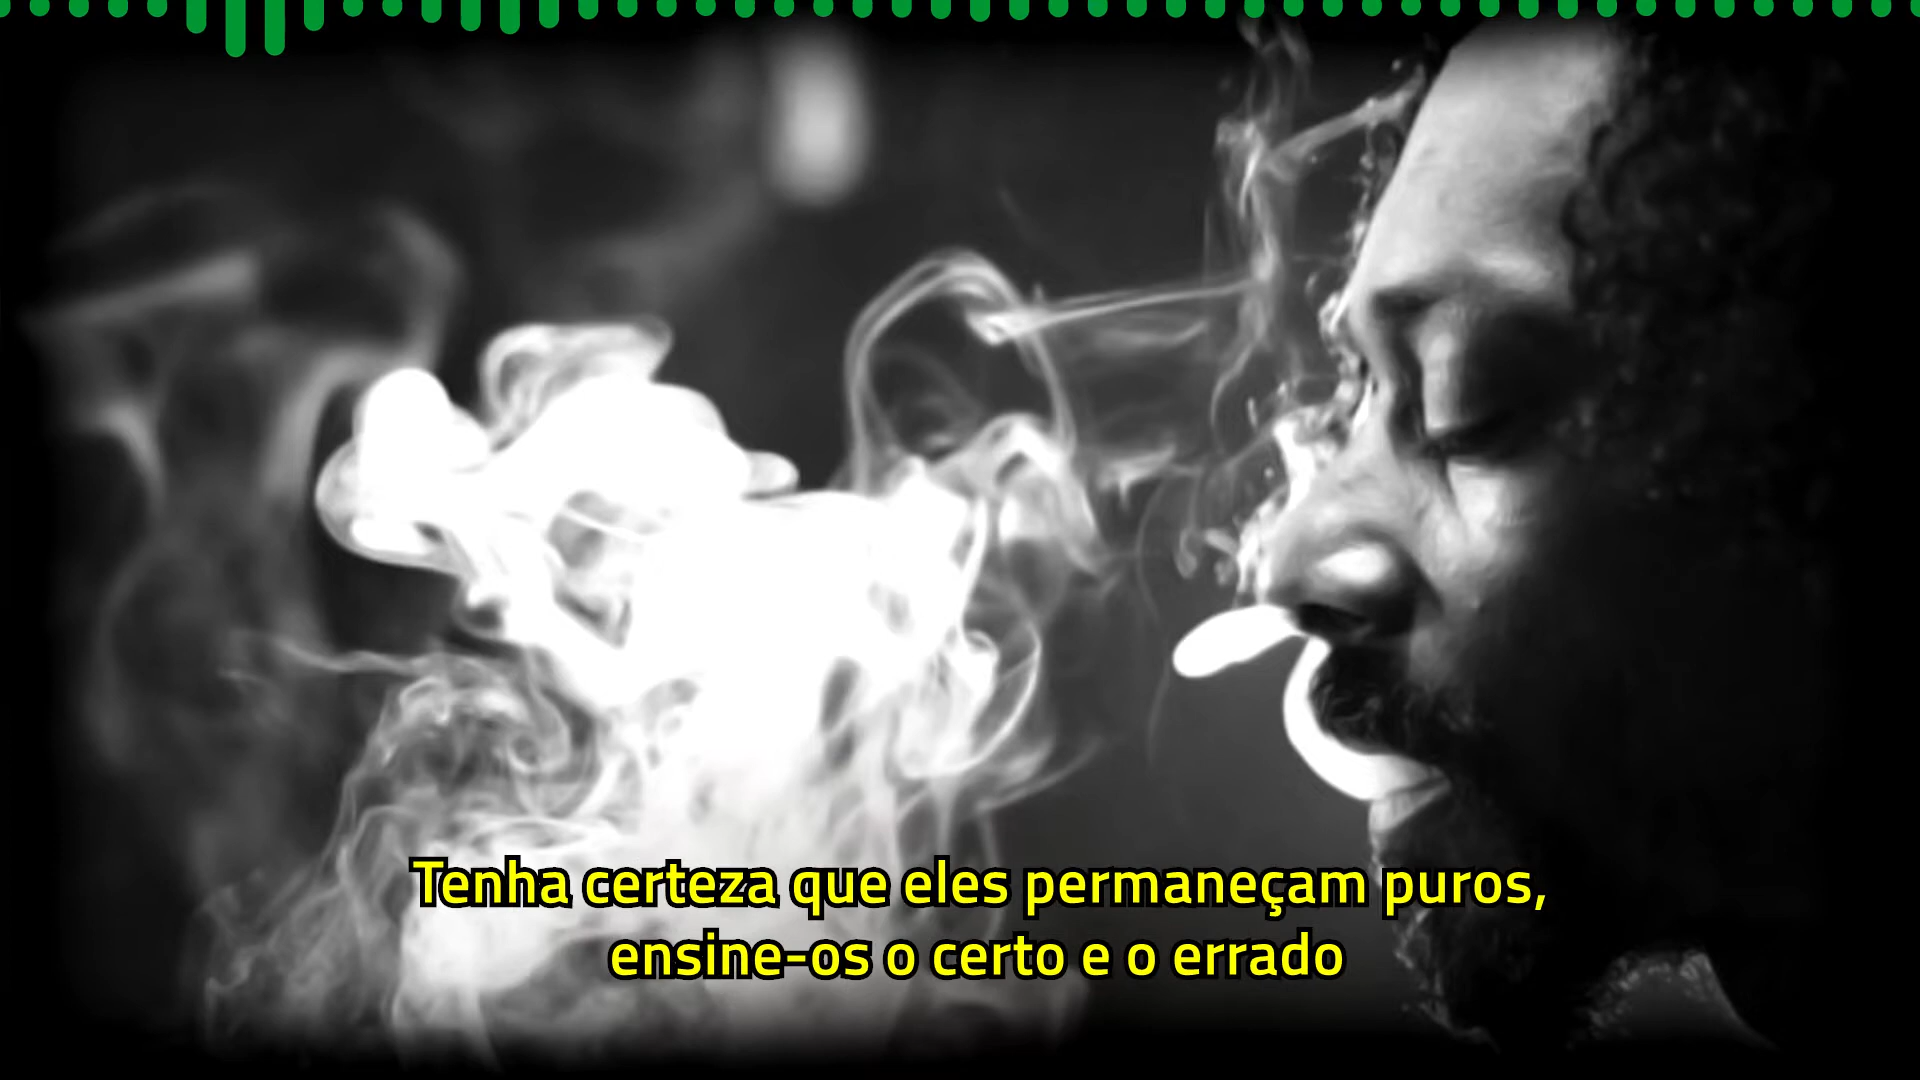 Tenha certeza que eles permaneçam puros,
ensine-os o certo e o errado